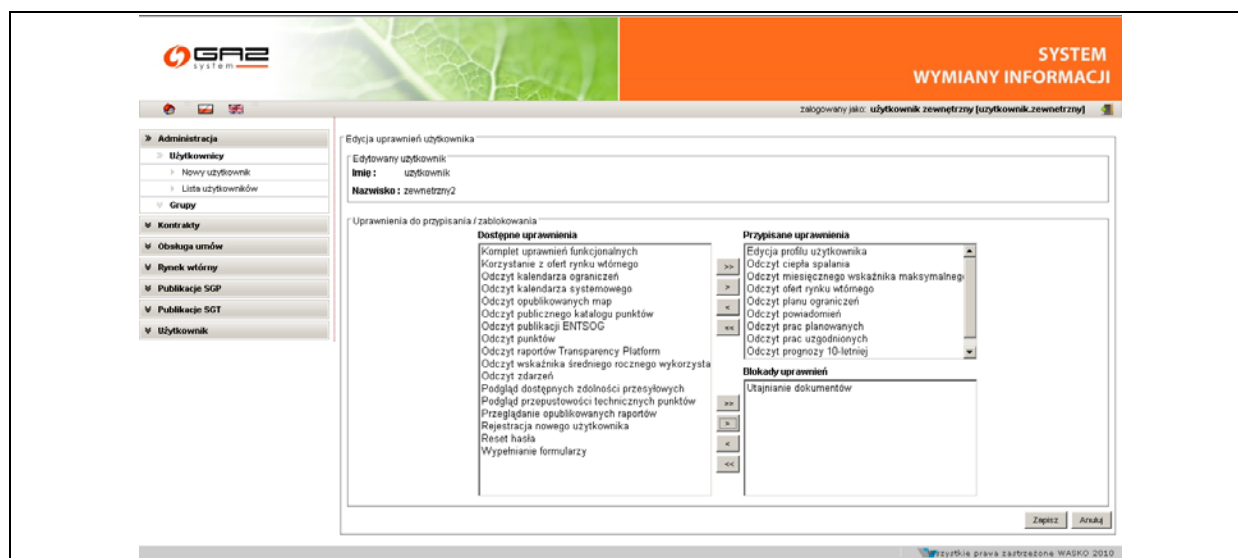 GAZ
system
SYSTEM
WYMIANY INFORMACJI
zalogowany jako: użytkownik zewnętrzny [uzytkownik.zewnetrzny]
» Administracja
Użytkownicy
Nowy użytkownik
Lista użytkowników
Grupy
Kontrakty
Obsługa umów
Rynek wtórny
Publikacje SGP
Publikacje SGT
Użytkownik
Edycja uprawnień użytkownika
Edytowany użytkownik
Imię : uzytkownik
Nazwisko : zewnetrzny2
Uprawnienia do przypisania / zablokowania
Dostępne uprawnienia
Komplet uprawnień funkcjonalnych
Korzystanie z ofert rynku wtórnego
Odczyt kalendarza ograniczeń
Odczyt kalendarza systemowego
Odczyt opublikowanych map
Odczyt publicznego katalogu punktów
Odczyt publikacji ENTSOG
Odczyt punktów
Odczyt raportów Transparency Platform
Odczyt wskaźnika średniego rocznego wykorzysta
Odczyt zdarzeń
Podgląd dostępnych zdolności przesyłowych
Podgląd przepustowości technicznych punktów
Przeglądanie opublikowanych raportów
Rejestracja nowego użytkownika
Reset hasła
Wypełnianie formularzy
>>
>
<
<<
>>
>
<
<<
Przypisane uprawnienia
Edycja profilu użytkownika
Odczyt ciepła spalania
Odczyt miesięcznego wskaźnika maksymalneg
Odczyt ofert rynku wtórnego
Odczyt planu ograniczeń
Odczyt powiadomień
Odczyt prac planowanych
Odczyt prac uzgodnionych
Odczyt prognozy 10-letniej
Blokady uprawnień
Utajnianie dokumentów
Zapisz Anuluj
prawa zastrzeżone WASKO 2010